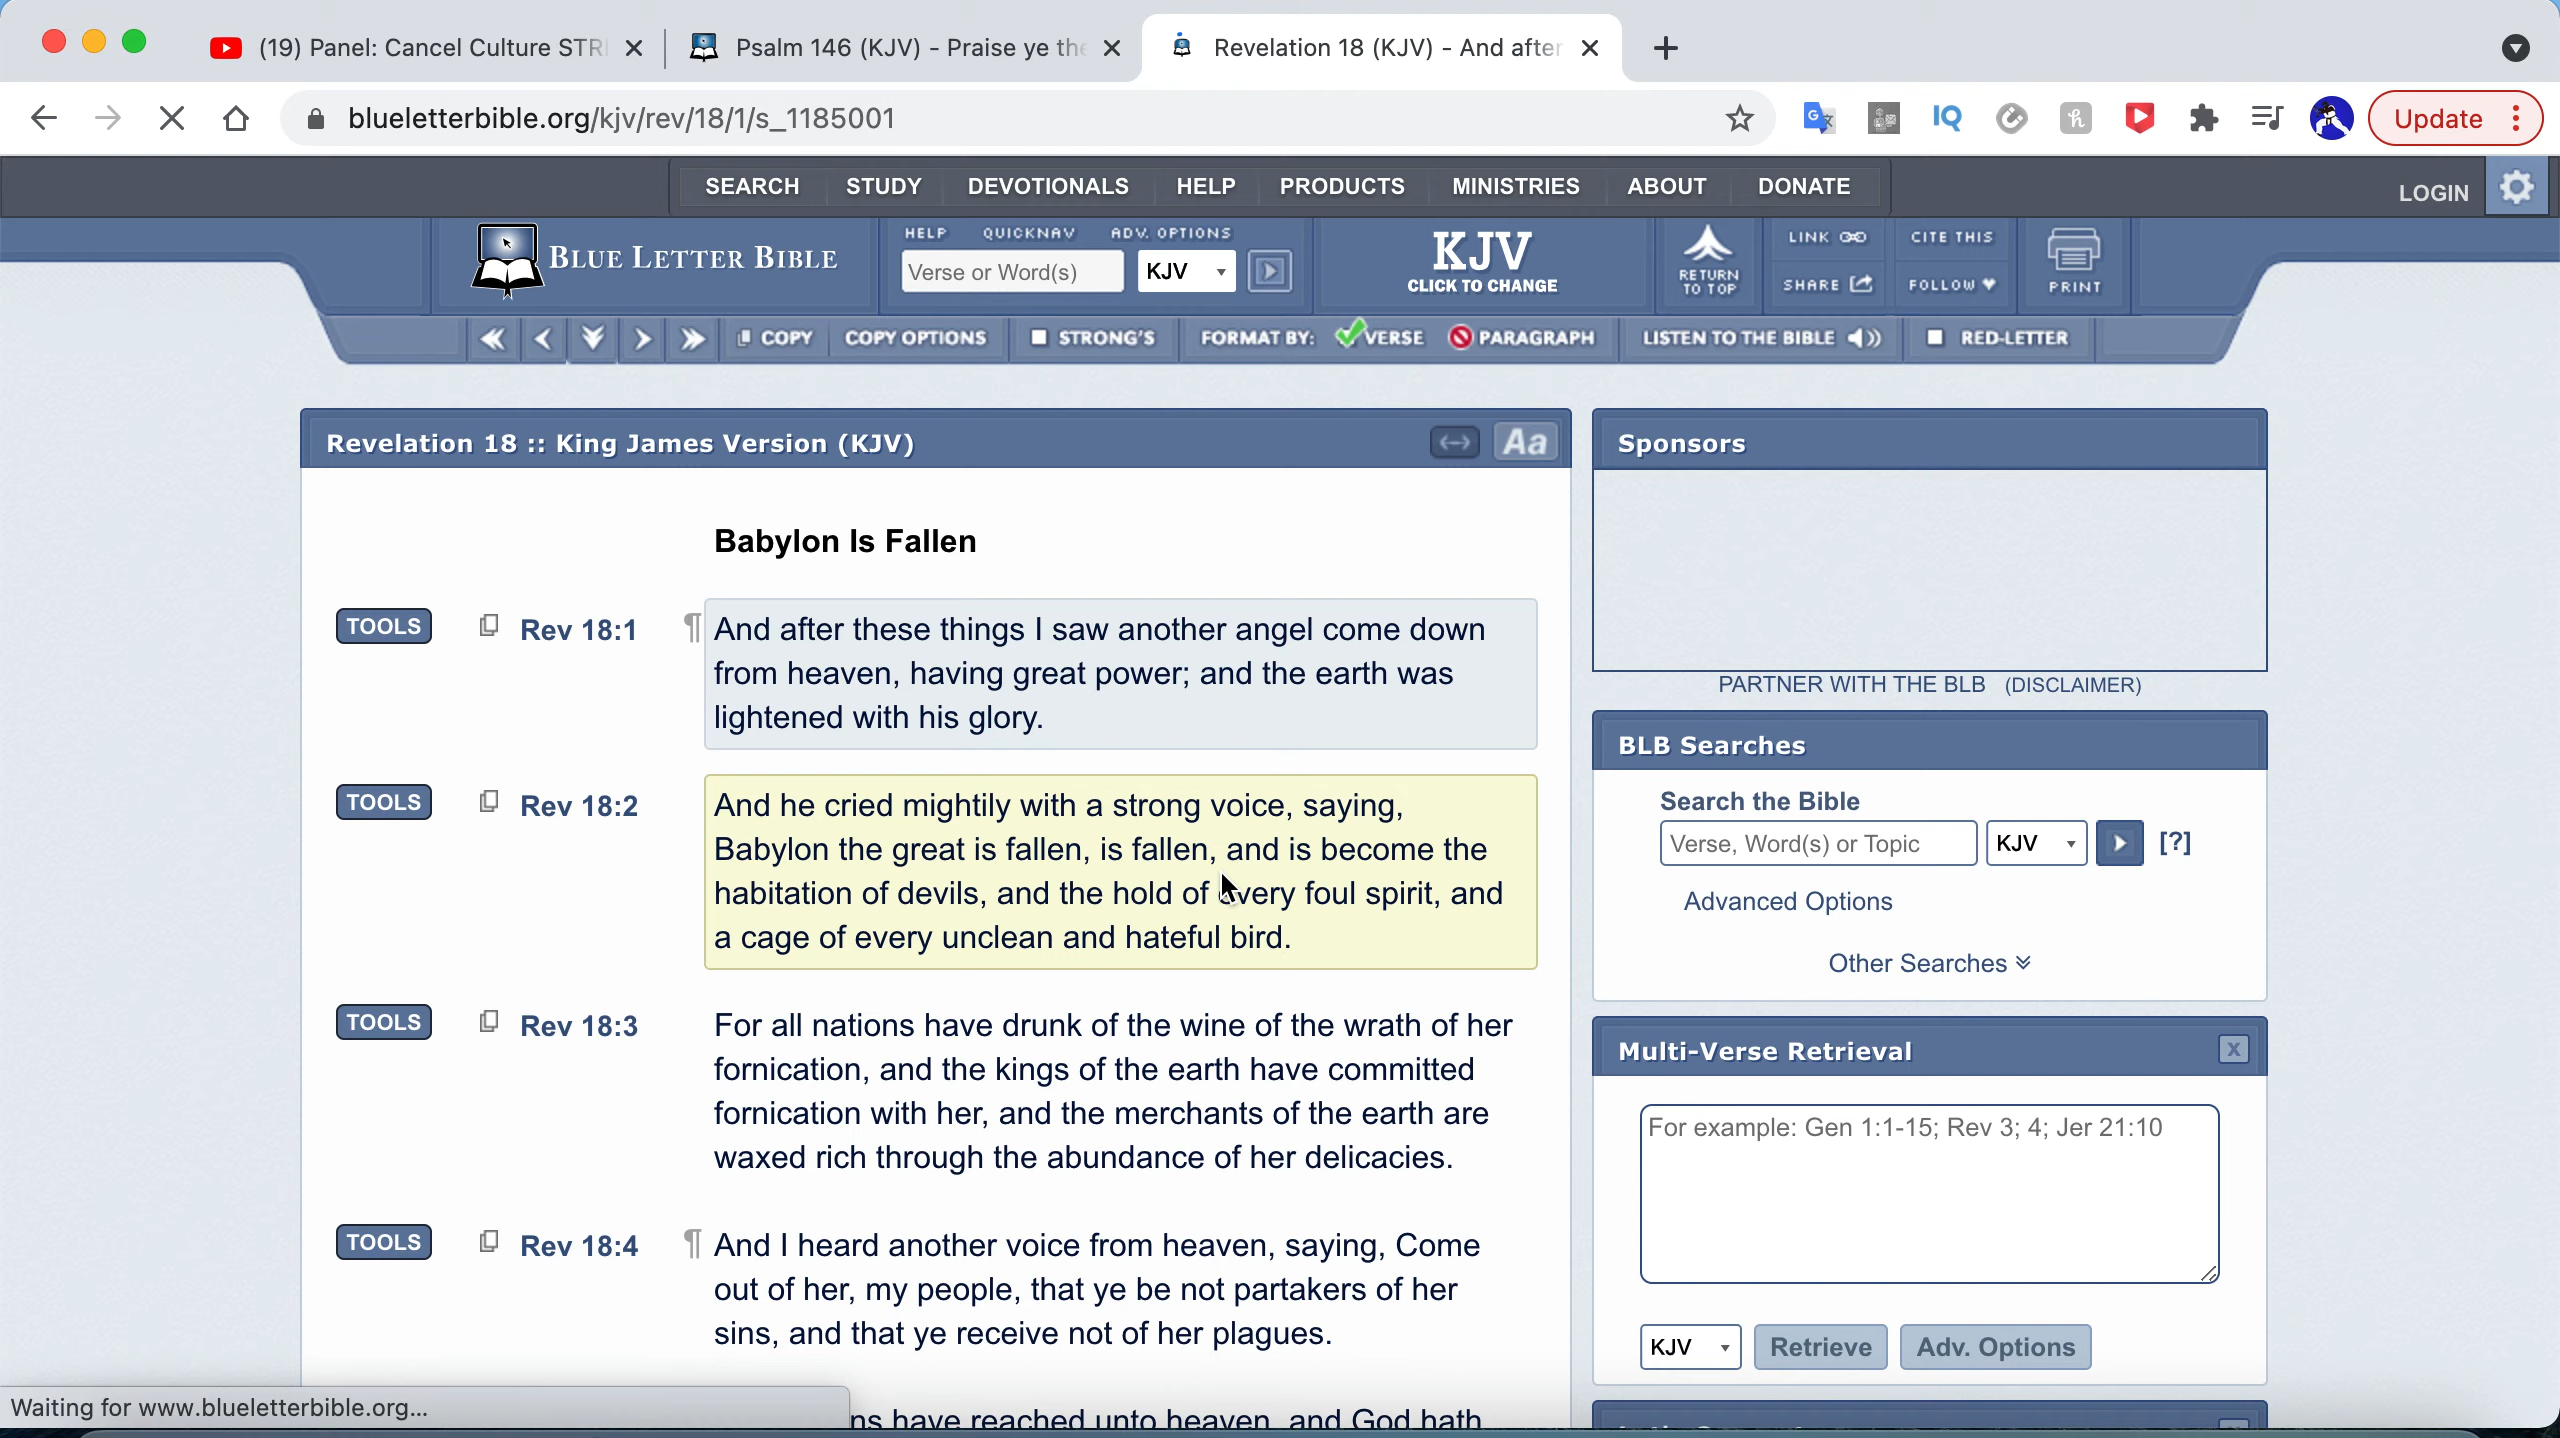 (19) Panel: Cancel Culture STR
Psalm 146 (KJV) - Praise ye the
Revelation 18 (KJV) - And after
blueletterbible.org/kjv/rev/18/1/s_1185001
IQ
Update
SEARCH STUDY DEVOTIONALS HELP PRODUCTS MINISTRIES ABOUT DONATE
LOGIN
BLUE LETTER BIBLE
HELP QUICKNAV ADV. OPTIONS
Verse or Word(s)
KJV
KJV
CLICK TO CHANGE
RETURN
TO TOP
LINK
CITE THIS
SHARE
FOLLOW
PRINT
COPY COPY OPTIONS STRONG'S FORMAT BY: VERSE PARAGRAPH LISTEN TO THE BIBLE RED-LETTER
Revelation 18 :: King James Version (KJV)
Aa
Babylon Is Fallen
TOOLS Rev 18:1 ¶ And after these things I saw another angel come down
from heaven, having great power; and the earth was
lightened with his glory.
TOOLS Rev 18:2 And he cried mightily with a strong voice, saying,
Babylon the great is fallen, is fallen, and is become the
habitation of devils, and the hold of every foul spirit, and
a cage of every unclean and hateful bird.
TOOLS Rev 18:3 For all nations have drunk of the wine of the wrath of her
fornication, and the kings of the earth have committed
fornication with her, and the merchants of the earth are
waxed rich through the abundance of her delicacies.
TOOLS Rev 18:4 ¶ And I heard another voice from heaven, saying, Come
out of her, my people, that ye be not partakers of her
sins, and that ye receive not of her plagues.
ns have reached unto heaven, and God hath
Sponsors
PARTNER WITH THE BLB (DISCLAIMER)
BLB Searches
Search the Bible
Verse, Word(s) or Topic
KJV
[?]
Advanced Options
Other Searches
Multi-Verse Retrieval
X
For example: Gen 1:1-15; Rev 3; 4; Jer 21:10
KJV
Retrieve
Adv. Options
Waiting for www.blueletterbible.org...